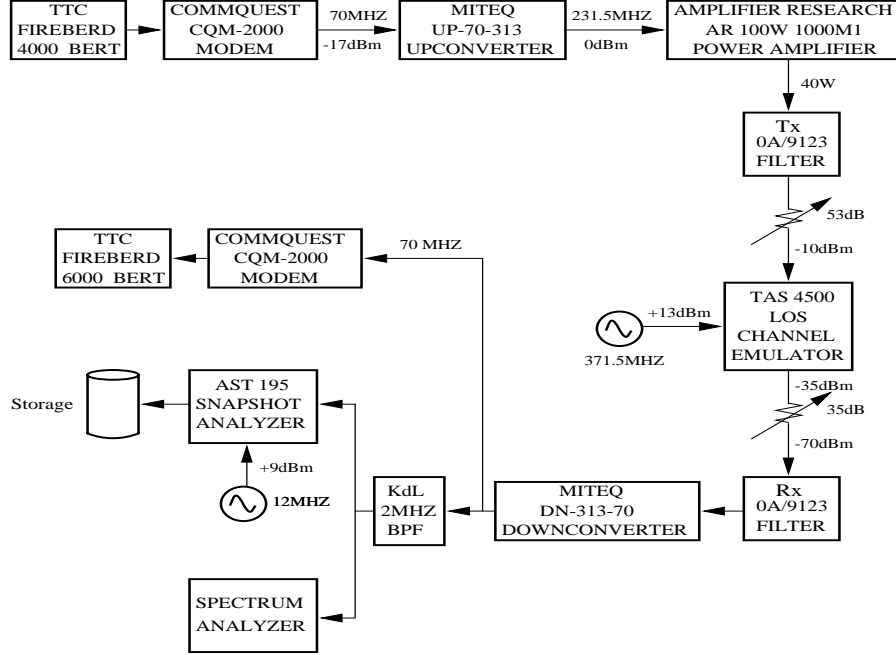 TTC
FIREBERD
4000 BERT
COMMQUEST
CQM-2000
MODEM
70MHZ
-17dBm
MITEQ
UP-70-313
UPCONVERTER
231.5MHZ
0dBm
AMPLIFIER RESEARCH
AR 100W 1000M1
POWER AMPLIFIER
40W
Tx
0A/9123
FILTER
53dB
-10dBm
TTC
FIREBERD
6000 BERT
COMMQUEST
CQM-2000
MODEM
70 MHZ
+13dBm
371.5MHZ
TAS 4500
LOS
CHANNEL
EMULATOR
-35dBm
35dB
-70dBm
Storage
AST 195
SNAPSHOT
ANALYZER
+9dBm
12MHZ
KdL
2MHZ
BPF
MITEQ
DN-313-70
DOWNCONVERTER
Rx
0A/9123
FILTER
SPECTRUM
ANALYZER